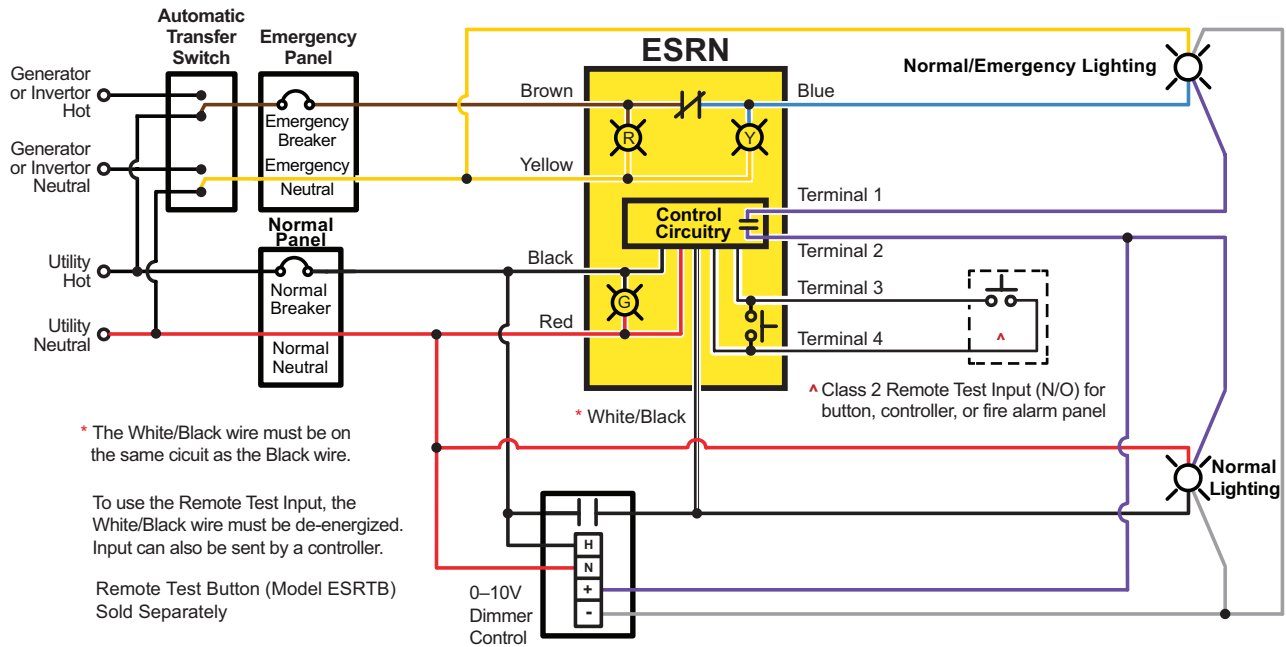 Automatic
Transfer
Switch
Emergency
Panel
ESRN
Normal/Emergency Lighting
Generator
or Invertor
Hot
Brown
Blue
Emergency
Breaker
R
Y
Generator
or Invertor
Neutral
Emergency
Neutral
Yellow
Terminal 1
Control
Circuitry
Normal
Panel
Terminal 2
Utility
Hot
Black
Normal
Breaker
Terminal 3
G
Utility
Neutral
Red
Normal
Neutral
Terminal 4
^
^ Class 2 Remote Test Input (N/O) for
button, controller, or fire alarm panel
* White/Black
* The White/Black wire must be on
the same cicuit as the Black wire.
Normal
Lighting
To use the Remote Test Input, the
White/Black wire must be de-energized.
Input can also be sent by a controller.
H
N
+
-
Remote Test Button (Model ESRTB)
Sold Separately
0–10V
Dimmer
Control